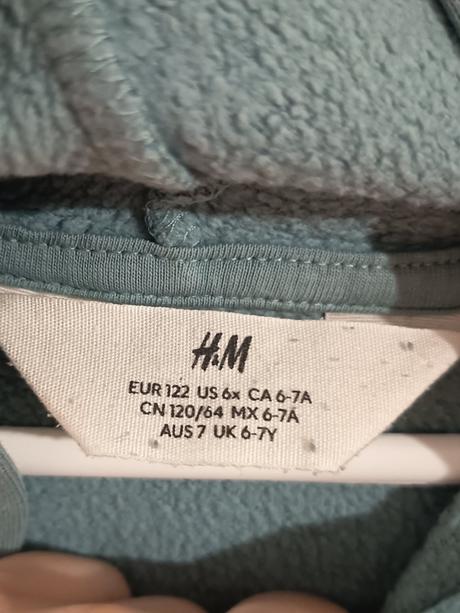 H&M
EUR 122 US 6x CA 6-7A
CN 120/64 MX 6-7A
AUS 7 UK 6-7Y